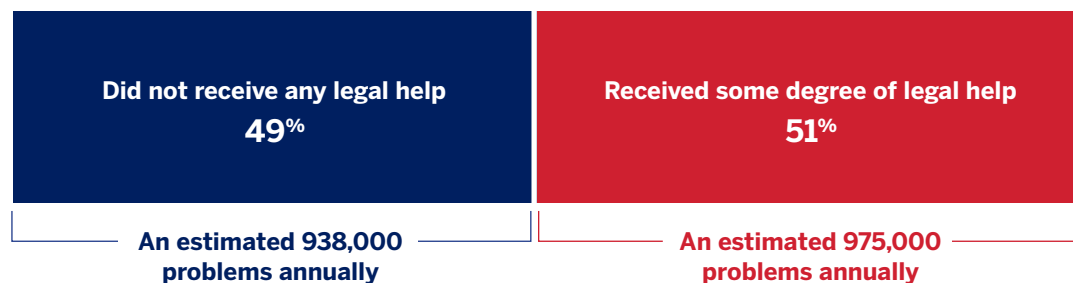 Did not receive any legal help
49%
Received some degree of legal help
51%
An estimated 938,000
problems annually
An estimated 975,000
problems annually